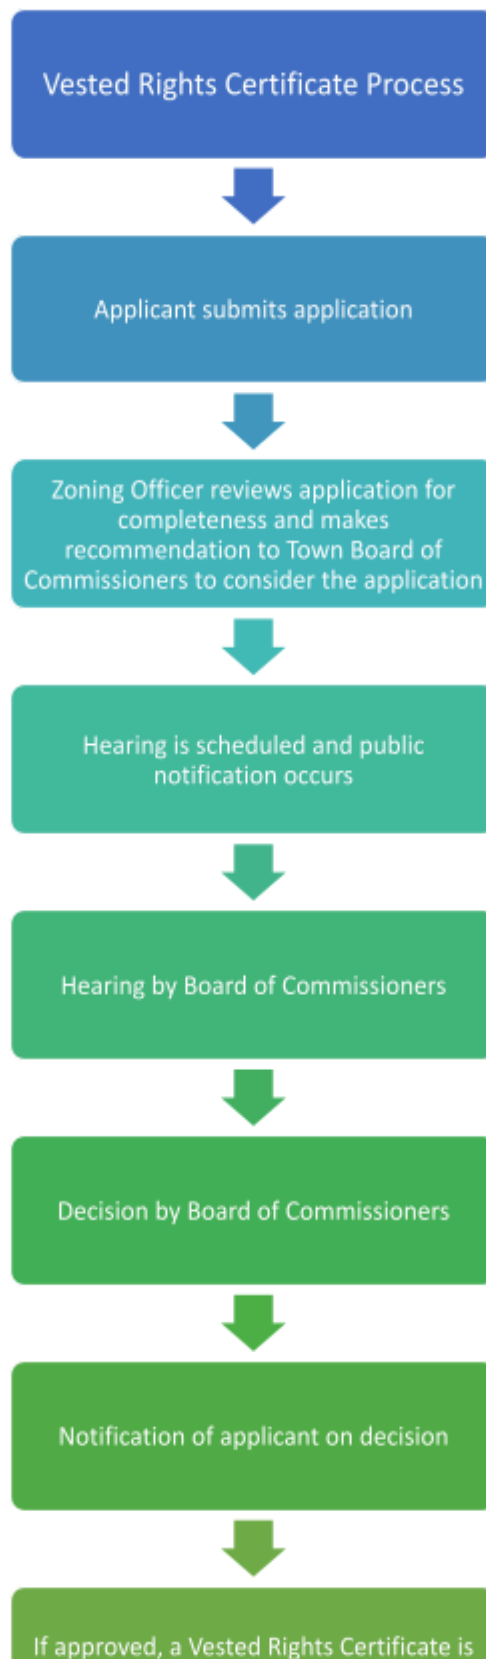 Vested Rights Certificate Process
Applicant submits application
Zoning Officer reviews application for
completeness and makes
recommendation to Town Board of
Commissioners to consider the application
Hearing is scheduled and public
notification occurs
Hearing by Board of Commissioners
Decision by Board of Commissioners
Notification of applicant on decision
If approved, a Vested Rights Certificate is